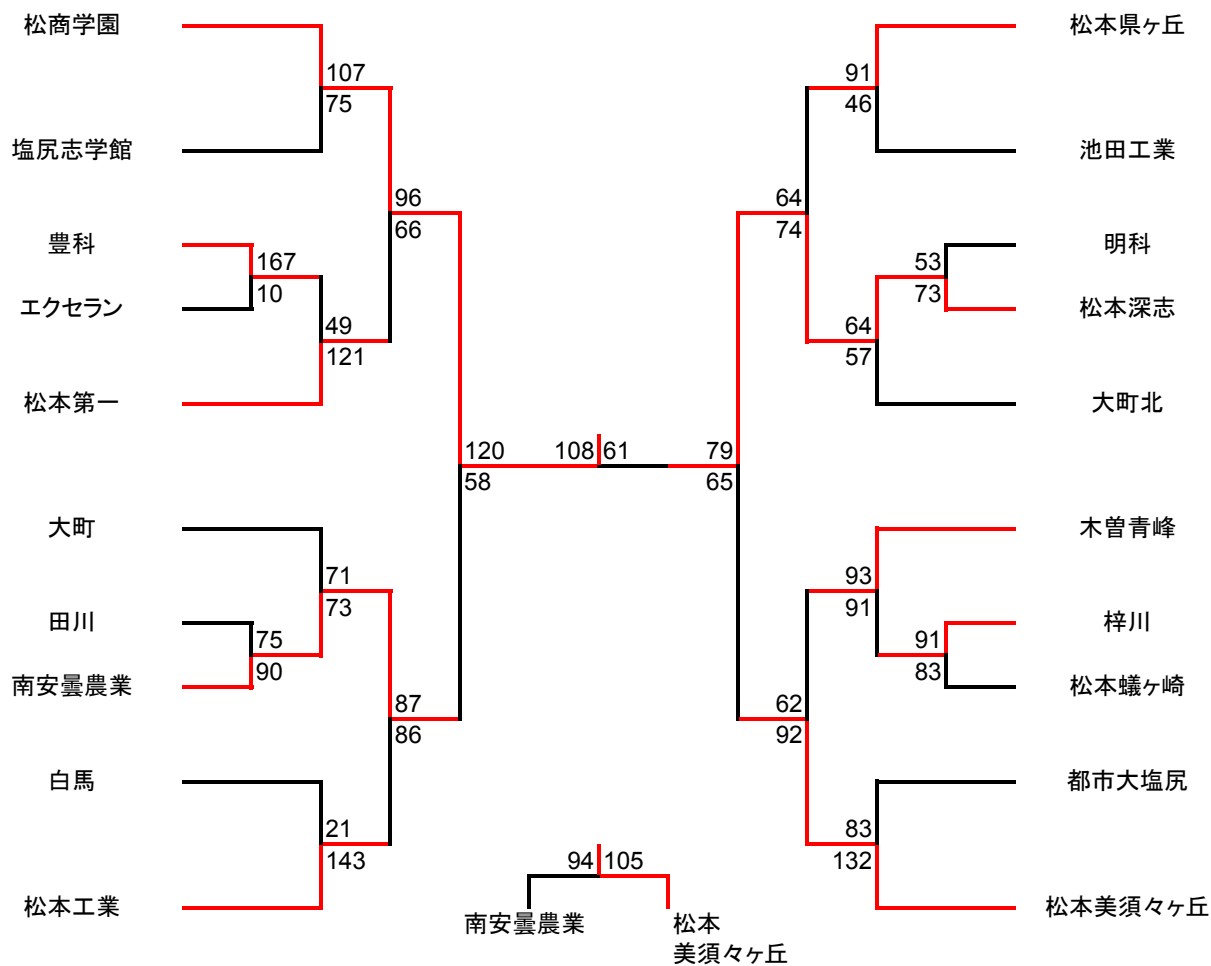 松商学園
107
75
塩尻志学館
96
66
豊科
167
10
エクセラン
49
121
松本第一
120
58
大町
71
73
田川
75
90
南安曇農業
87
86
白馬
21
143
松本工業
108 61
94 105
南安曇農業
松本
美須々ヶ丘
松本県ヶ丘
91
46
池田工業
64
74
明科
53
73
松本深志
64
57
大町北
79
65
木曽青峰
93
91
梓川
91
83
松本蟻ヶ崎
62
92
都市大塩尻
83
132
松本美須々ヶ丘